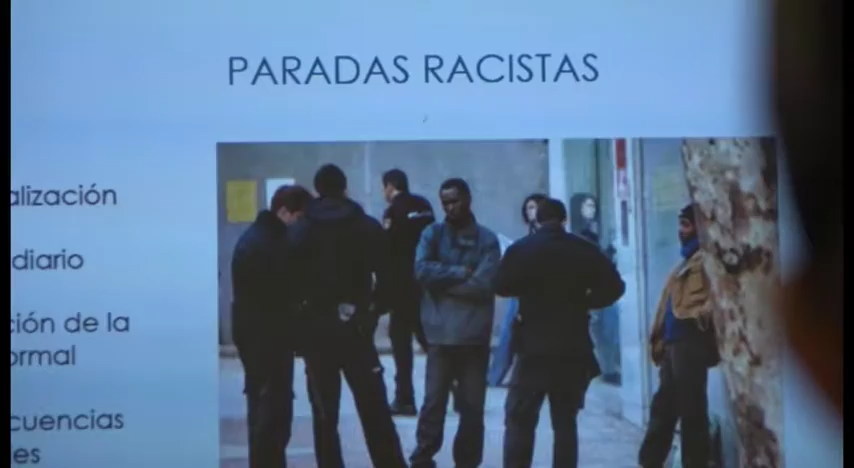 PARADAS RACISTAS
alización
diario
ción de la
ormal
cuencias
es